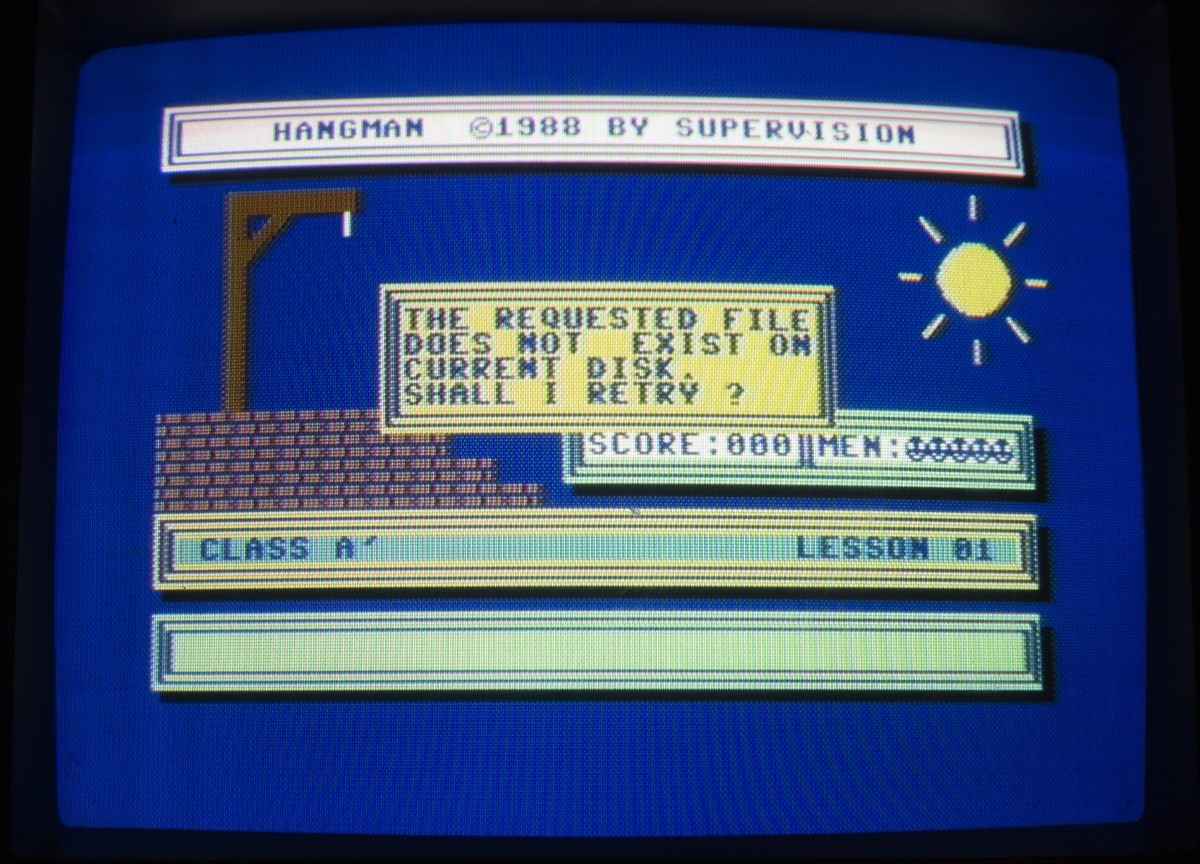 HANGMAN ©1988 BY SUPERVISION
THE REQUESTED FILE
DOES NOT EXIST ON
CURRENT DISK.
SHALL I RETRY ?
SCORE:000 MEN:
CLASS A´ LESSON 01